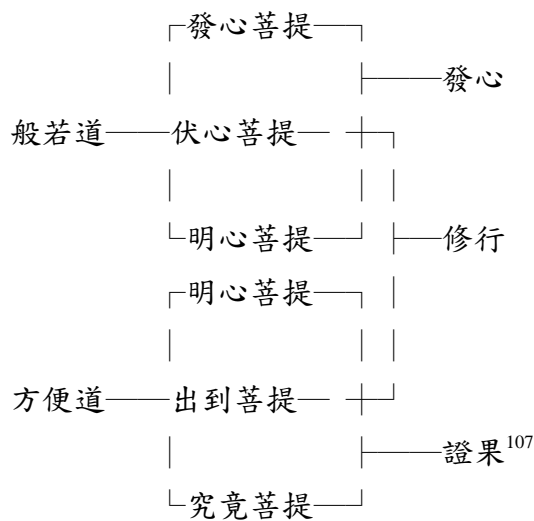 發心菩提
發心
般若道 伏心菩提
明心菩提 修行
明心菩提
方便道 出到菩提
證果107
究竟菩提